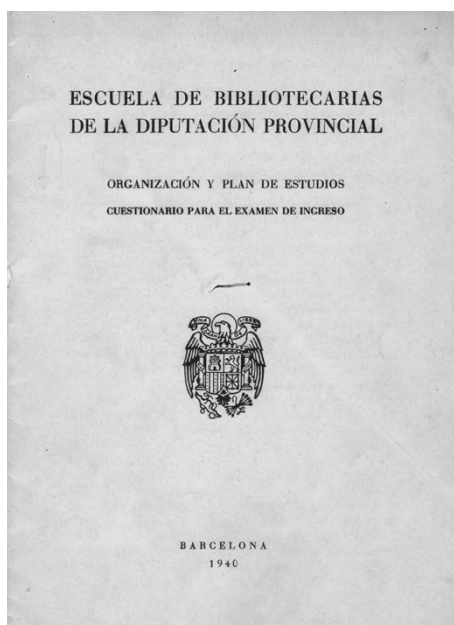 ESCUELA DE BIBLIOTECARIAS
DE LA DIPUTACIÓN PROVINCIAL
ORGANIZACIÓN Y PLAN DE ESTUDIOS
CUESTIONARIO PARA EL EXAMEN DE INGRESO
BARCELONA
1940